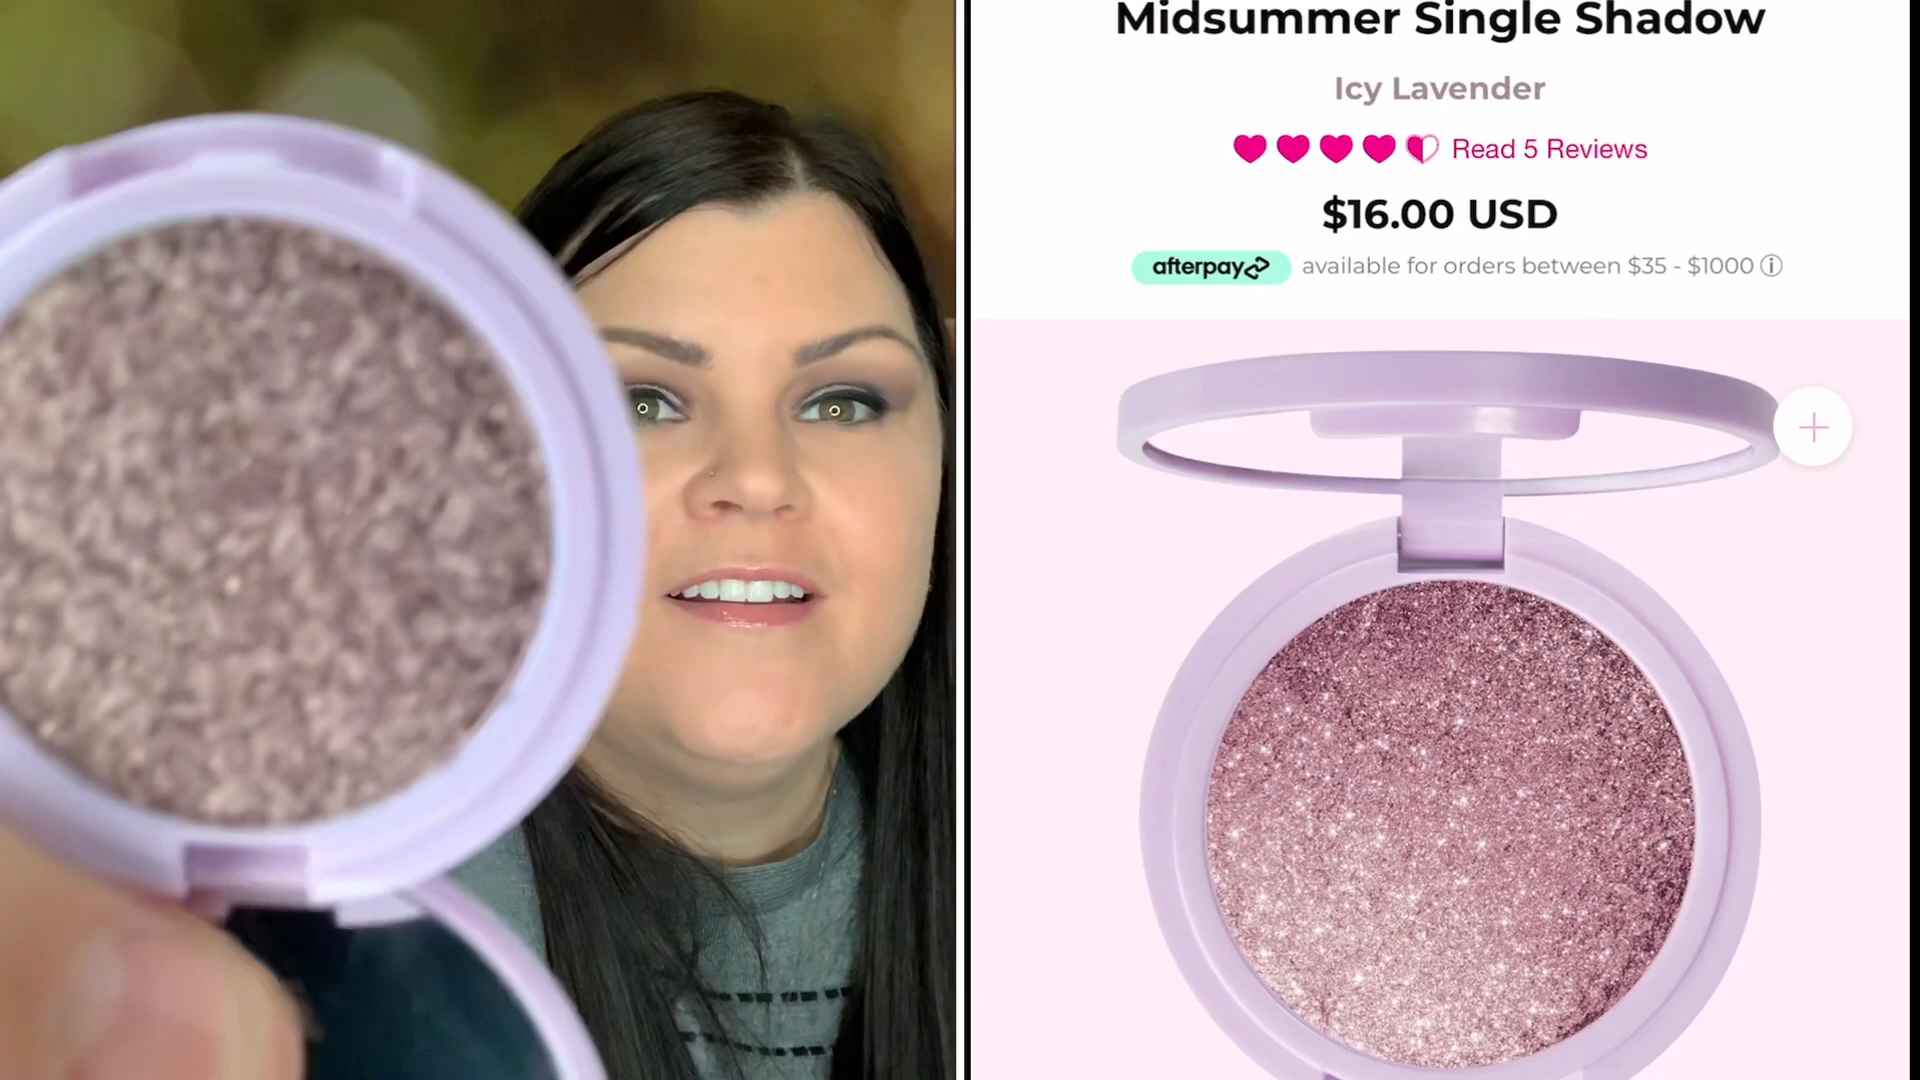 Midsummer Single Shadow
Icy Lavender
Read 5 Reviews
$16.00 USD
afterpay available for orders between $35 - $1000